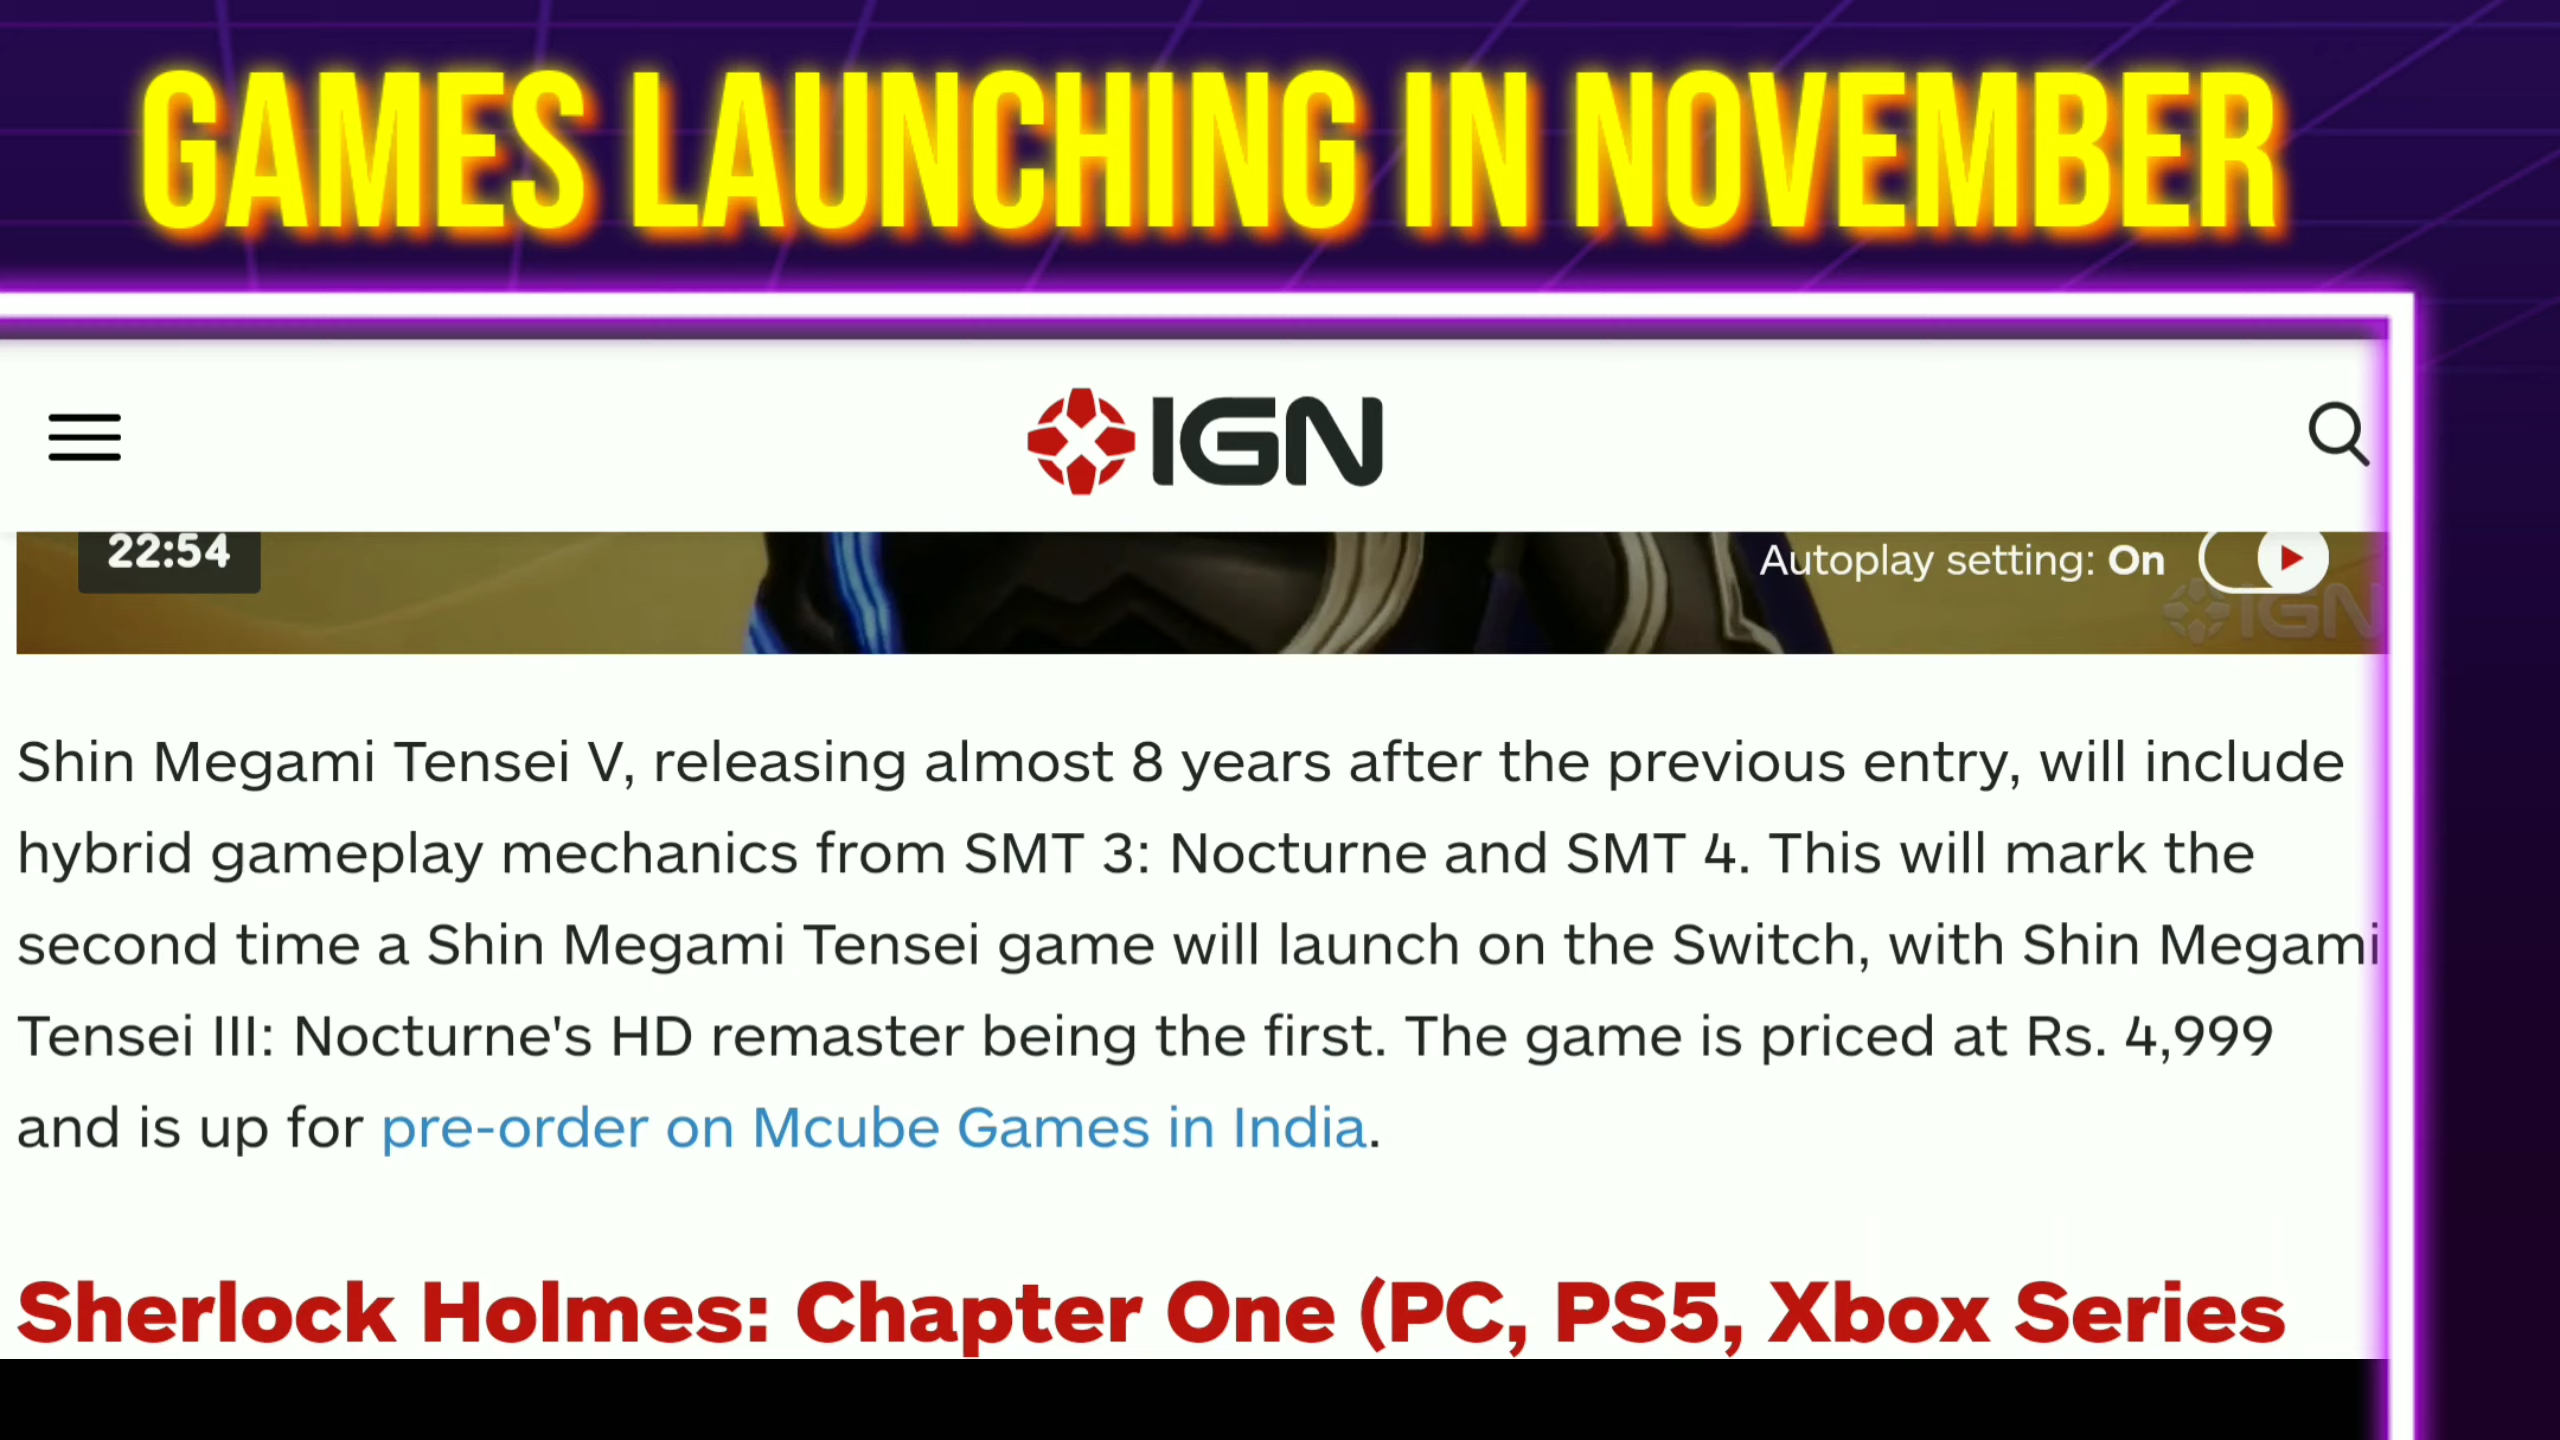 GAMES LAUNCHING IN NOVEMBER
IGN
22:54
Autoplay setting: On
IGN
Shin Megami Tensei V, releasing almost 8 years after the previous entry, will include
hybrid gameplay mechanics from SMT 3: Nocturne and SMT 4. This will mark the
second time a Shin Megami Tensei game will launch on the Switch, with Shin Megami
Tensei III: Nocturne's HD remaster being the first. The game is priced at Rs. 4,999
and is up for pre-order on Mcube Games in India.
Sherlock Holmes: Chapter One (PC, PS5, Xbox Series